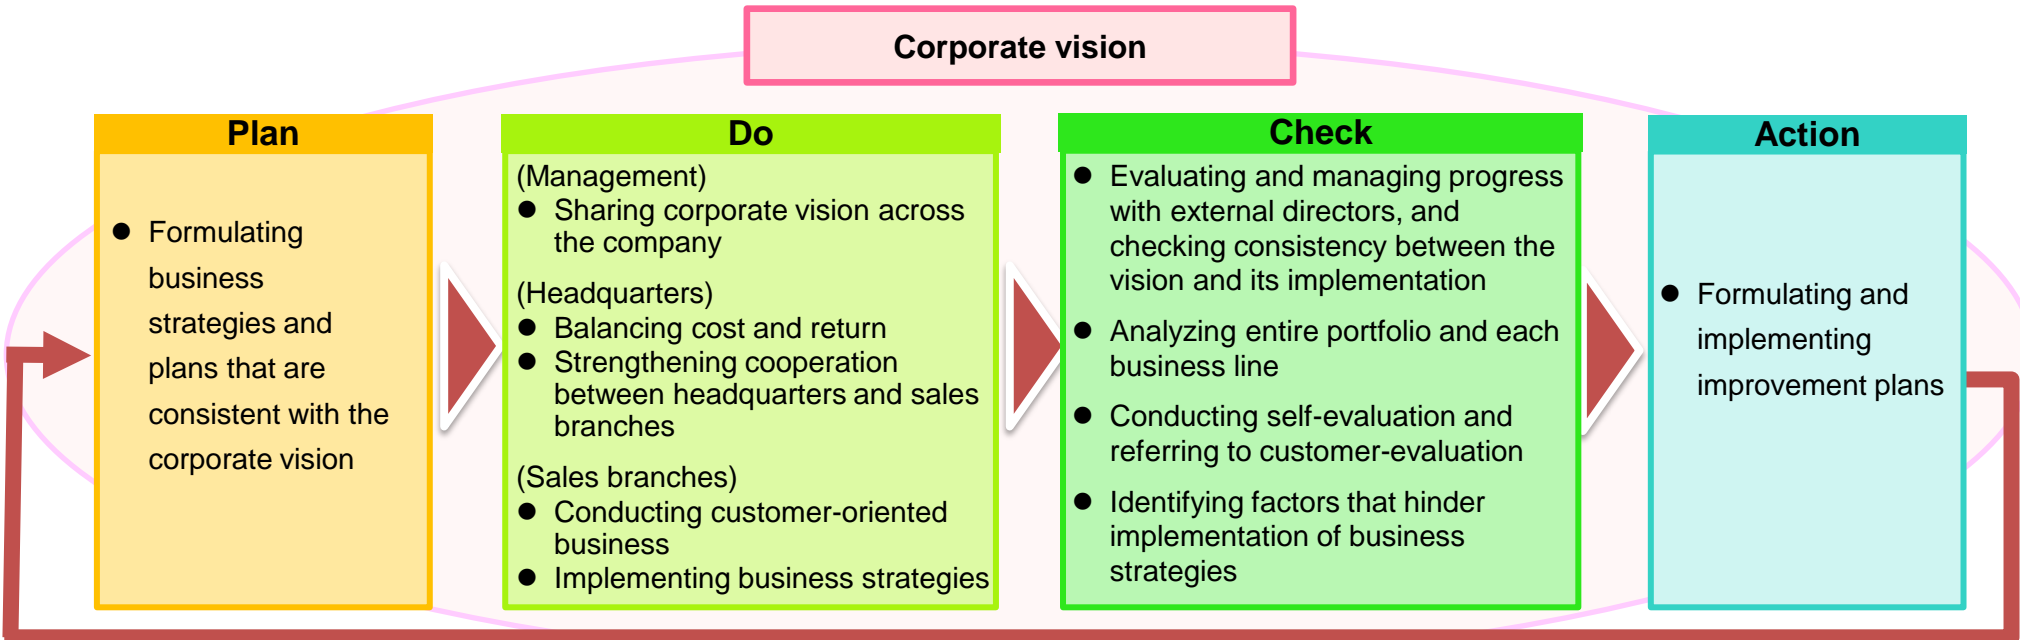 Corporate vision
Plan
● Formulating
business
strategies and
plans that are
consistent with the
corporate vision
Do
(Management)
● Sharing corporate vision across
the company
(Headquarters)
● Balancing cost and return
● Strengthening cooperation
between headquarters and sales
branches
(Sales branches)
● Conducting customer-oriented
business
● Implementing business strategies
Check
● Evaluating and managing progress
with external directors, and
checking consistency between the
vision and its implementation
● Analyzing entire portfolio and each
business line
● Conducting self-evaluation and
referring to customer-evaluation
● Identifying factors that hinder
implementation of business
strategies
Action
● Formulating and
implementing
improvement plans